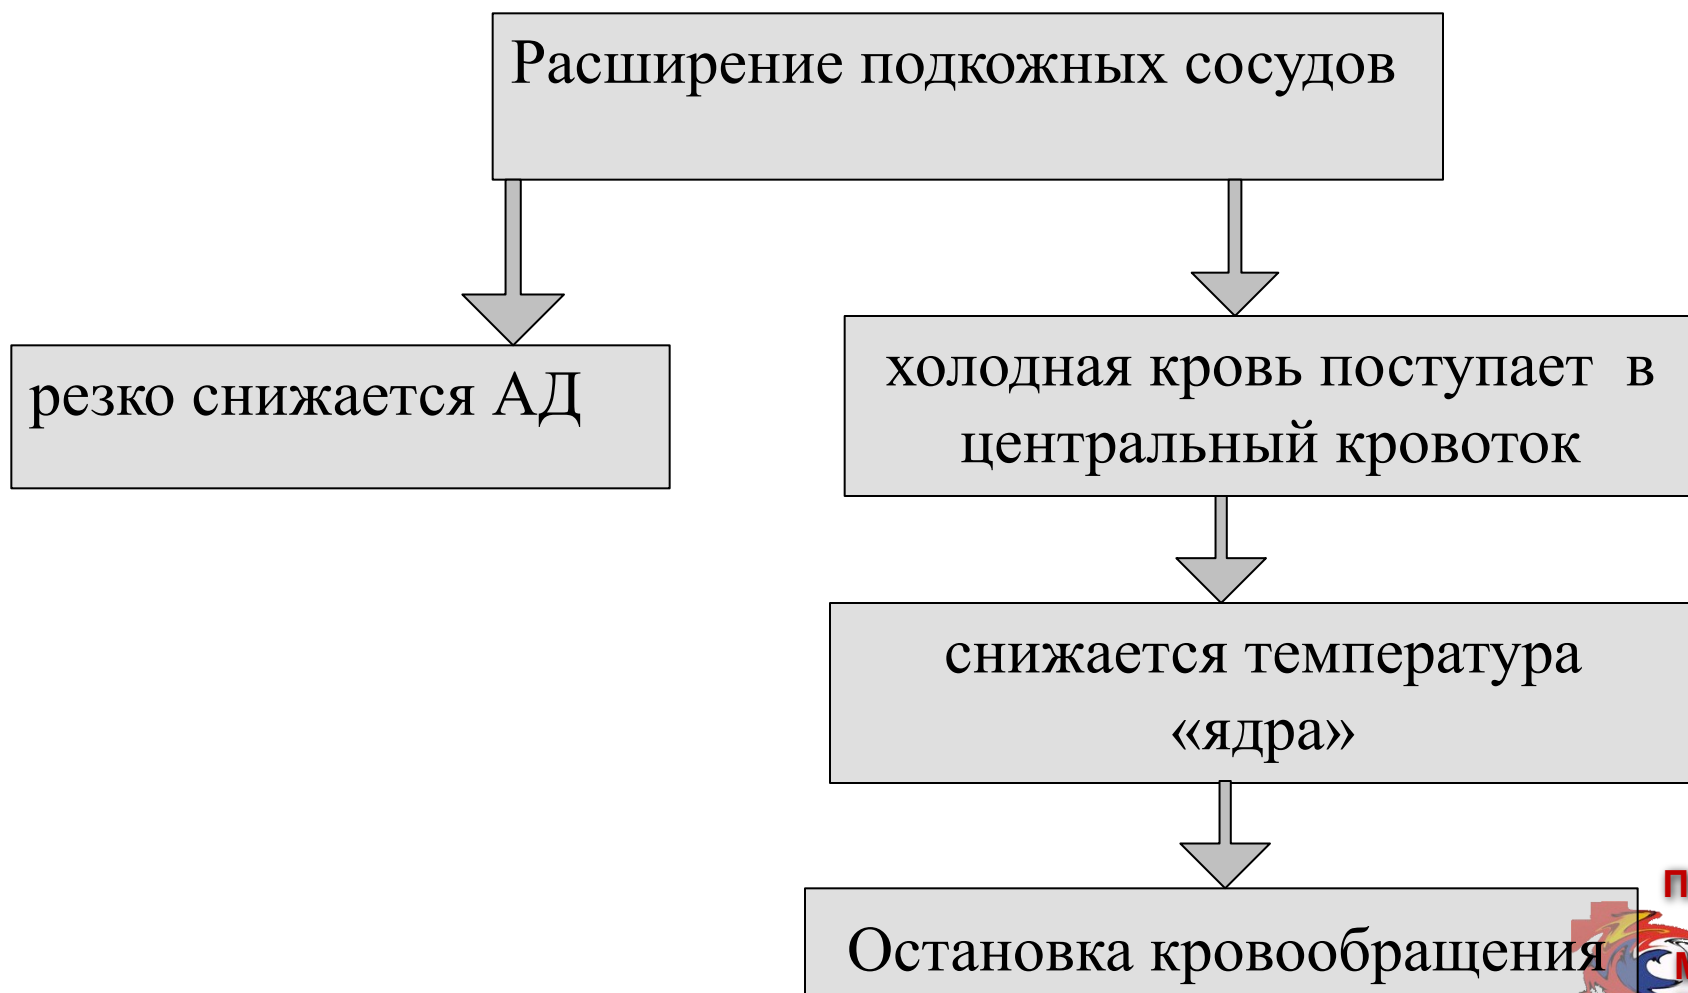 Расширение подкожных сосудов
резко снижается АД
холодная кровь поступает в
центральный кровоток
снижается температура
«ядра»
Остановка кровообращения